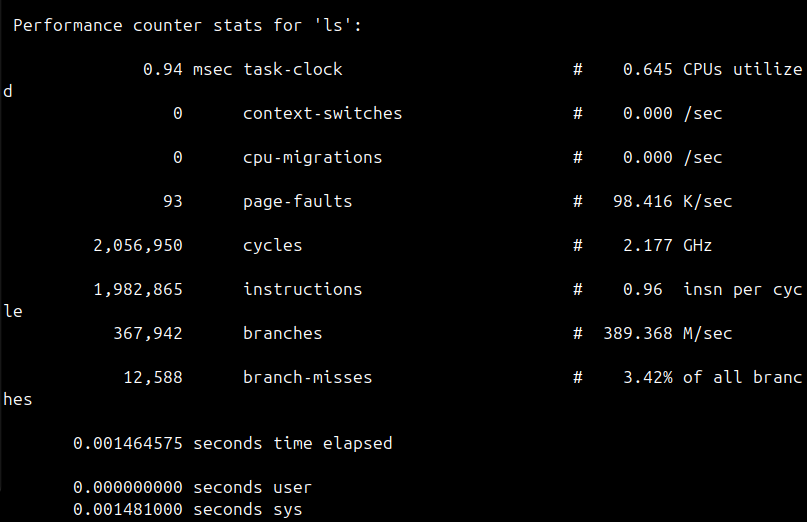 Performance counter stats for 'ls':
0.94 msec task-clock # 0.645 CPUs utilize
d
0 context-switches # 0.000 /sec
0 cpu-migrations # 0.000 /sec
93 page-faults # 98.416 K/sec
2,056,950 cycles # 2.177 GHz
1,982,865 instructions # 0.96 insn per cyc
le
367,942 branches # 389.368 M/sec
12,588 branch-misses # 3.42% of all branc
hes
0.001464575 seconds time elapsed
0.000000000 seconds user
0.001481000 seconds sys